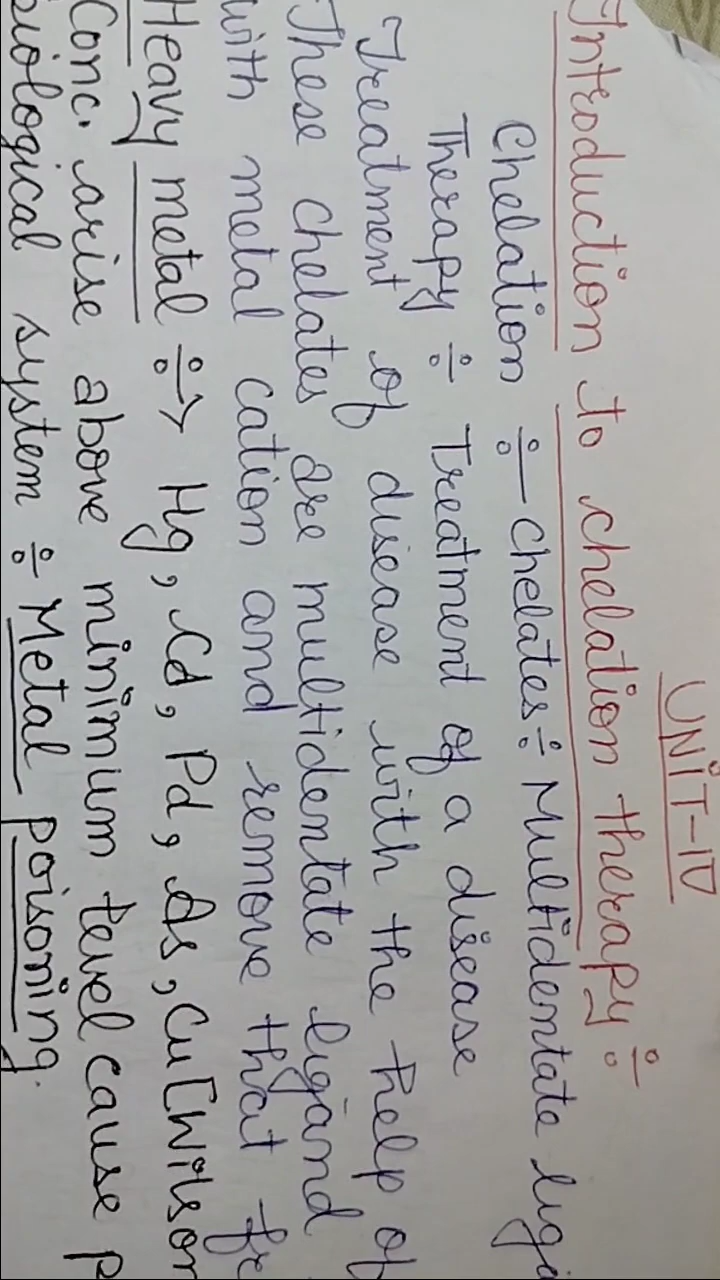 UNIT-IV
Introduction to chelation therapy ÷
Chelation ÷ Chelates ÷ Multidentate liga
Therapy ÷ Treatment of a disease
Treatment of disease with the help of
These chelates are multidentate ligand
with metal cation and remove that fr
Heavy metal ÷→ Hg, Cd, Pd, As, Cu[Wilson
Conc. arise above minimium level cause p
biological system ÷ Metal poisoning.